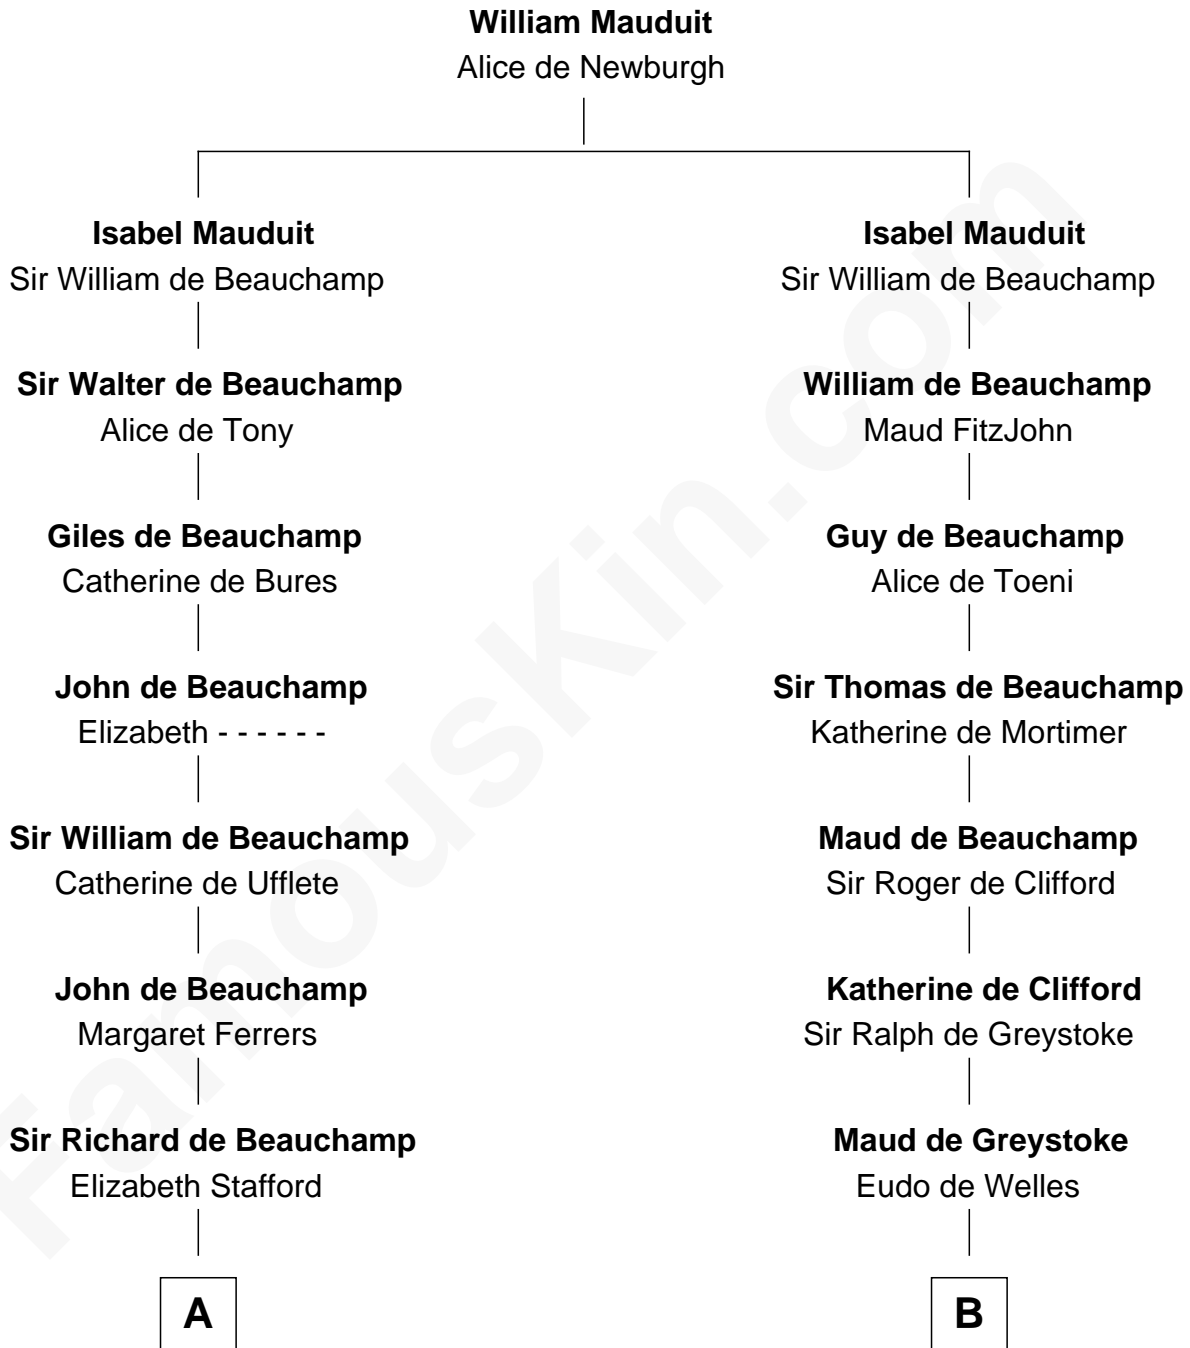 William Mauduit
Alice de Newburgh
Isabel Mauduit
Sir William de Beauchamp
Isabel Mauduit
Sir William de Beauchamp
Sir Walter de Beauchamp
Alice de Tony
William de Beauchamp
Maud FitzJohn
Giles de Beauchamp
Catherine de Bures
Guy de Beauchamp
Alice de Toeni
John de Beauchamp
Elizabeth - - - - - -
Sir Thomas de Beauchamp
Katherine de Mortimer
Sir William de Beauchamp
Catherine de Ufflete
Maud de Beauchamp
Sir Roger de Clifford
John de Beauchamp
Margaret Ferrers
Katherine de Clifford
Sir Ralph de Greystoke
Sir Richard de Beauchamp
Elizabeth Stafford
Maud de Greystoke
Eudo de Welles
A
B
FamousKin.com